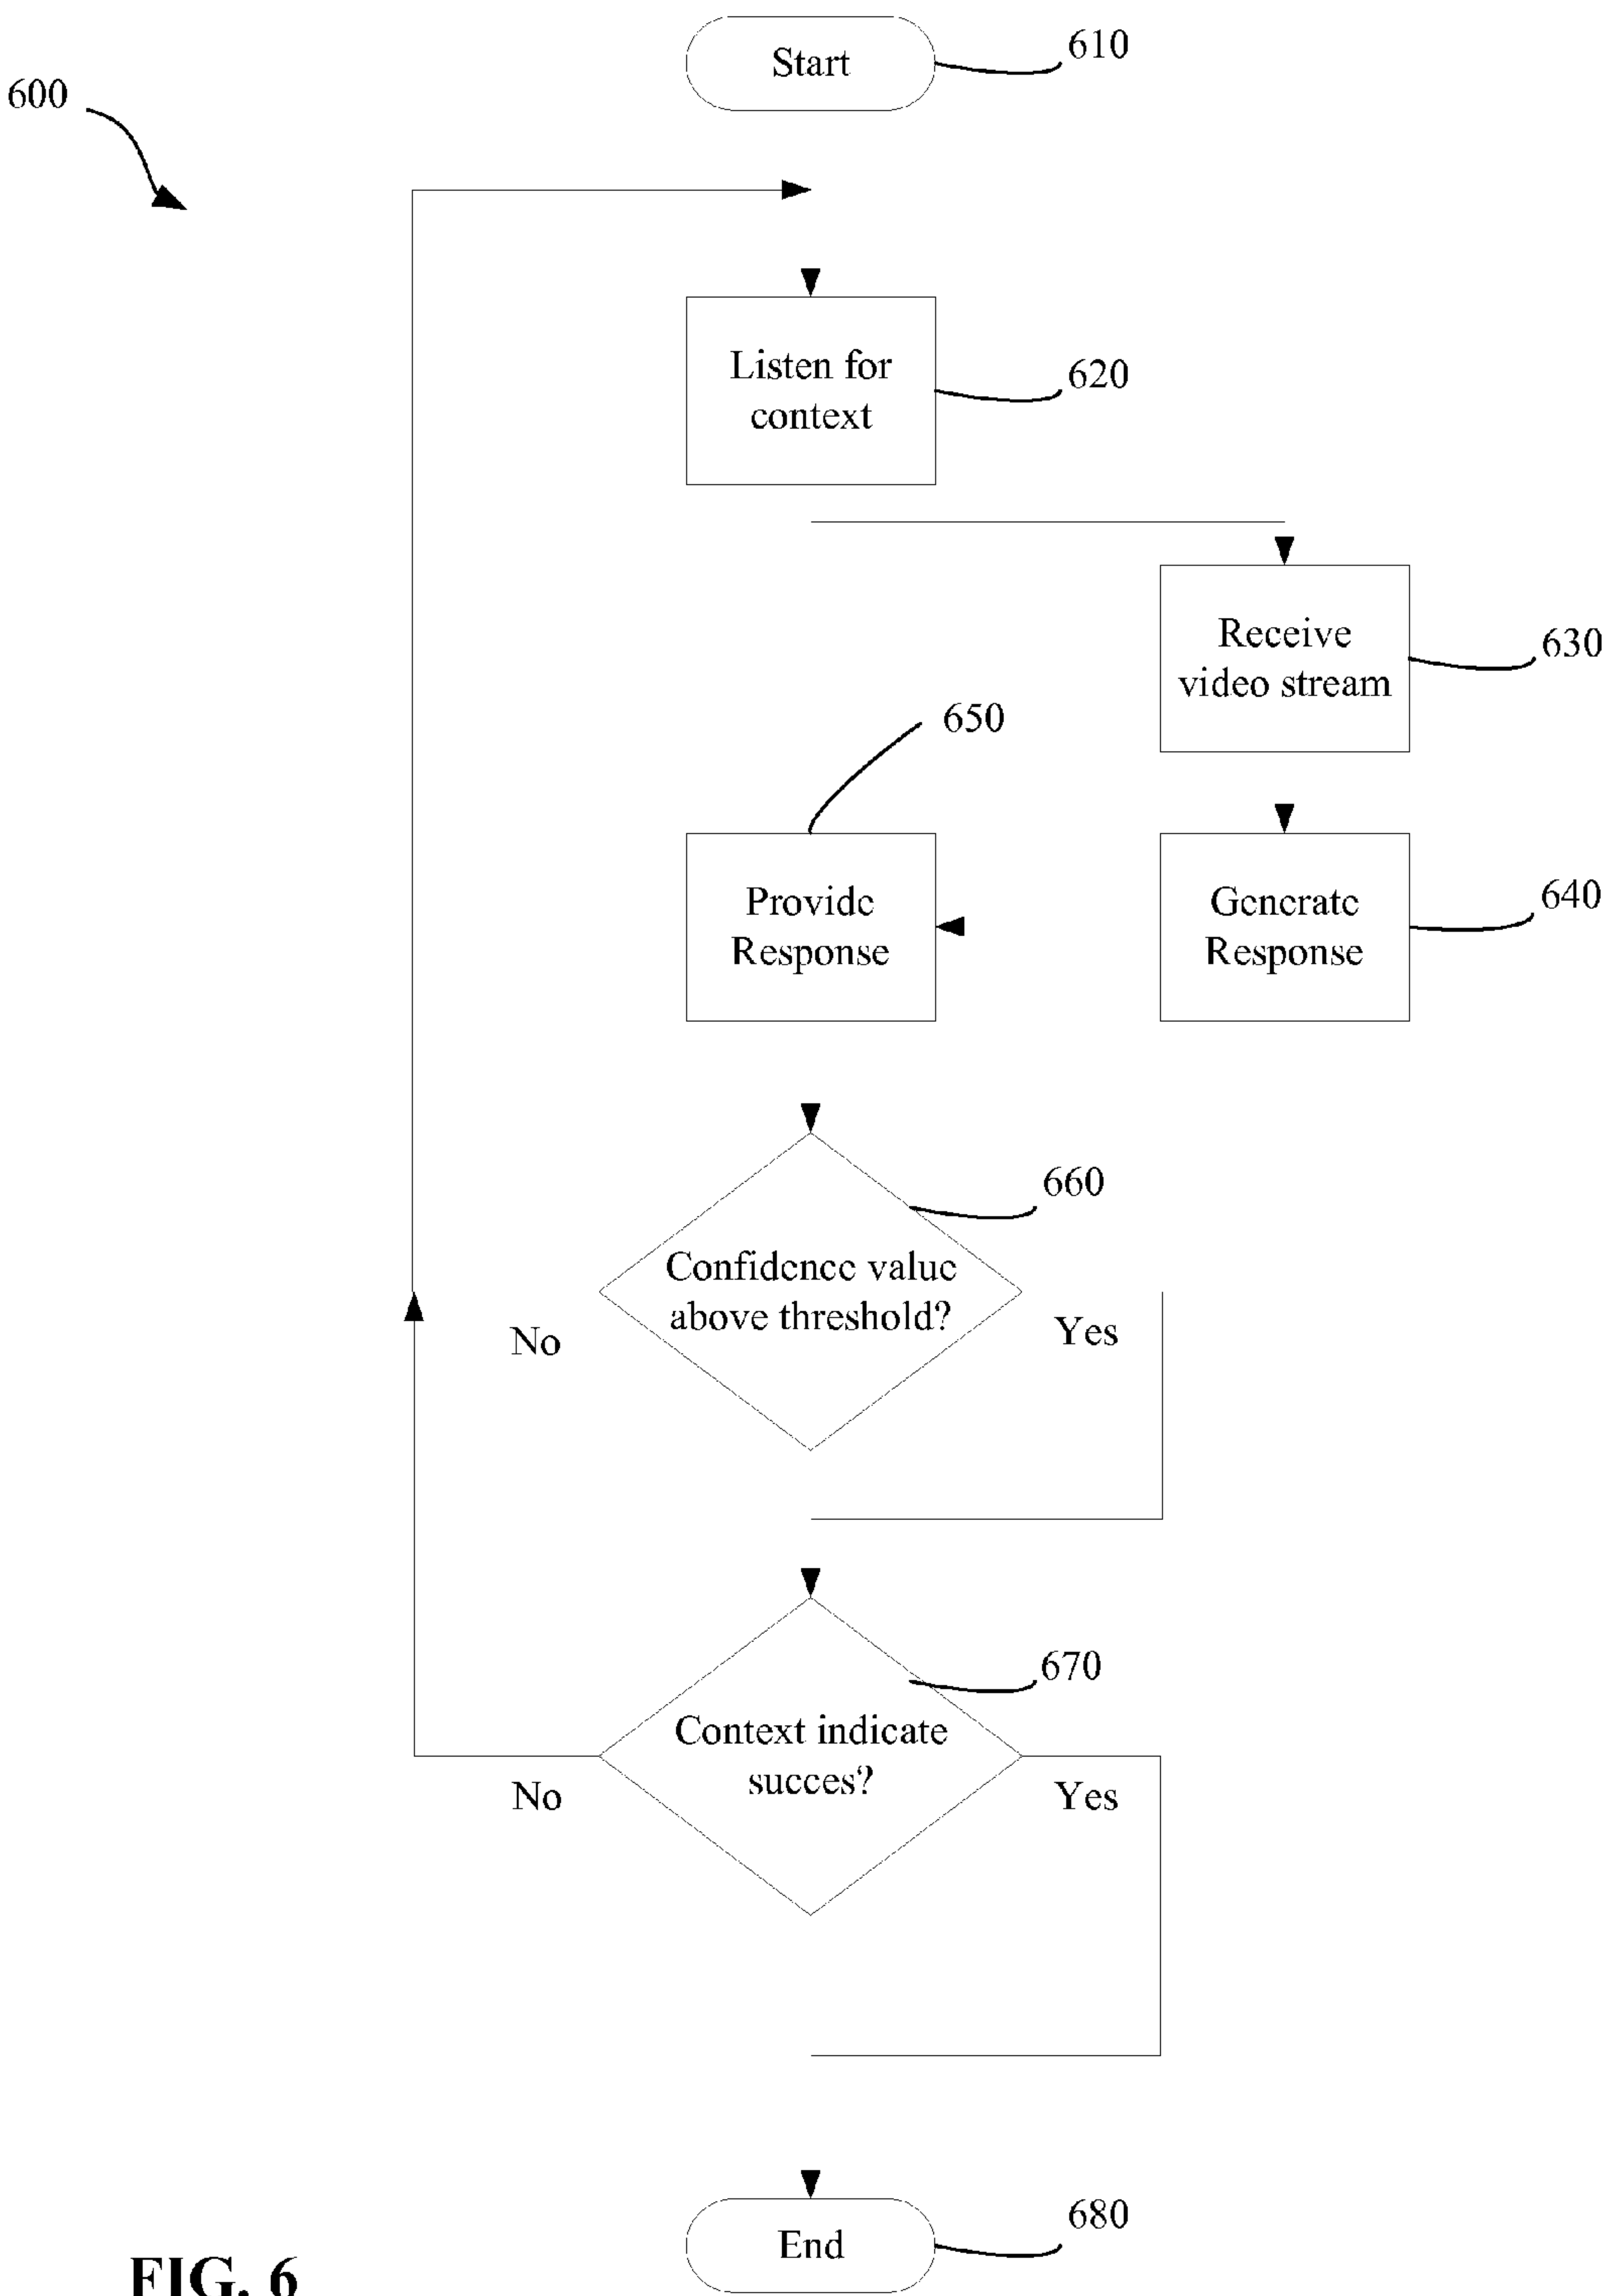 Start
610
600
Listen for
context
620
Receive
video stream
630
650
Provide
Response
Generate
Response
640
660
Confidence value
above threshold?
No
Yes
670
Context indicate
succes?
No
Yes
End
680
FIG. 6